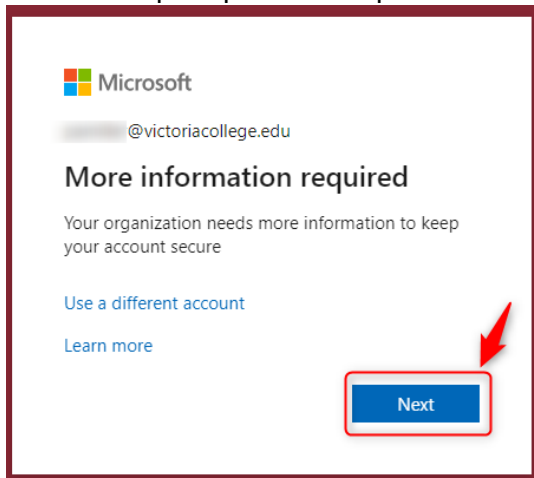 Microsoft
@victoriacollege.edu
More information required
Your organization needs more information to keep
your account secure
Use a different account
Learn more
Next